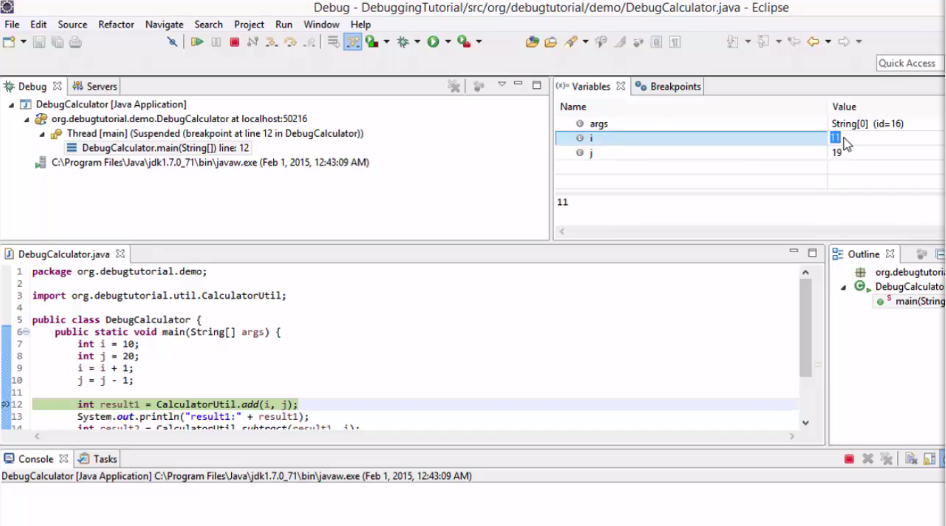 Debug - DebuggingTutorial/src/org/debugtutorial/demo/DebugCalculator.java - Eclipse
File Edit Source Refactor Navigate Search Project Run Window Help
Quick Access
Debug Servers
DebugCalculator [Java Application]
org.debugtutorial.demo.DebugCalculator at localhost:50216
Thread [main] (Suspended (breakpoint at line 12 in DebugCalculator))
DebugCalculator.main(String[]) line: 12
C:\Program Files\Java\jdk1.7.0_71\bin\javaw.exe (Feb 1, 2015, 12:43:09 AM)
(x)= Variables Breakpoints
Name Value
args String[0] (id=16)
i 11
j 19
11
DebugCalculator.java
1 package org.debugtutorial.demo;
2
3 import org.debugtutorial.util.CalculatorUtil;
4
5 public class DebugCalculator {
6 public static void main(String[] args) {
7 int i = 10;
8 int j = 20;
9 i = i + 1;
10 j = j - 1;
11
12 int result1 = CalculatorUtil.add(i, j);
13 System.out.println("result1:" + result1);
14 int result2 = CalculatorUtil.subtract(result1, i);
Outline
org.debugtutorial
DebugCalculato
S main(String
Console Tasks
DebugCalculator [Java Application] C:\Program Files\Java\jdk1.7.0_71\bin\javaw.exe (Feb 1, 2015, 12:43:09 AM)